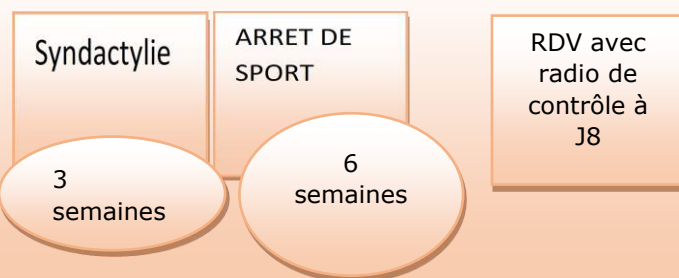 Syndactylie
3
semaines
ARRET DE
SPORT
6
semaines
RDV avec
radio de
contrôle à
J8